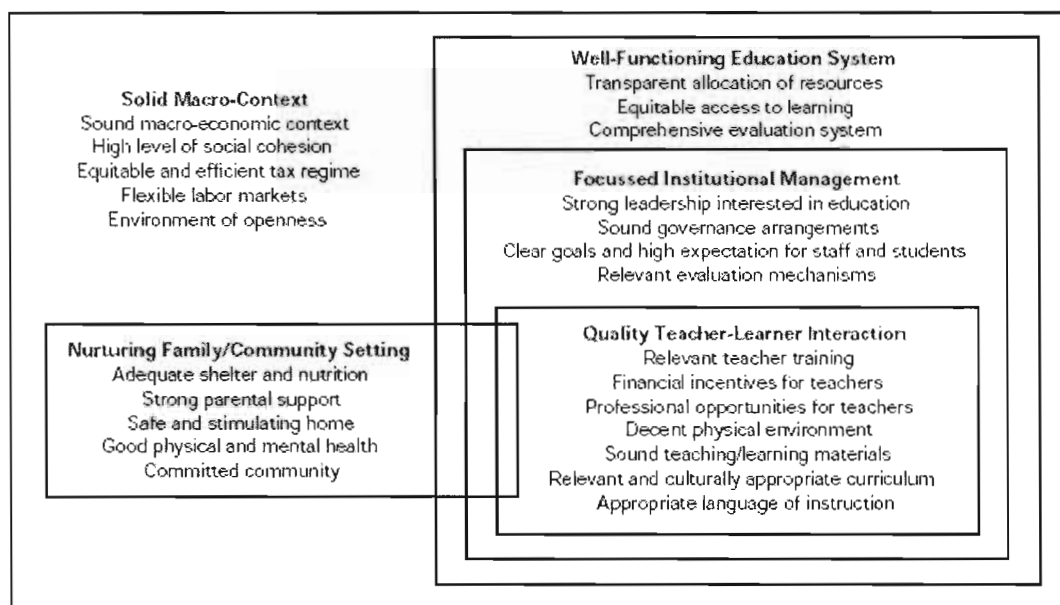 Solid Macro-Context
Sound macro-economic context
High level of social cohesion
Equitable and efficient tax regime
Flexible labor markets
Environment of openness
Well-Functioning Education System
Transparent allocation of resources
Equitable access to learning
Comprehensive evaluation system
Focussed Institutional Management
Strong leadership interested in education
Sound governance arrangements
Clear goals and high expectation for staff and students
Relevant evaluation mechanisms
Nurturing Family/Community Setting
Adequate shelter and nutrition
Strong parental support
Safe and stimulating home
Good physical and mental health
Committed community
Quality Teacher-Learner Interaction
Relevant teacher training
Financial incentives for teachers
Professional opportunities for teachers
Decent physical environment
Sound teaching/learning materials
Relevant and culturally appropriate curriculum
Appropriate language of instruction